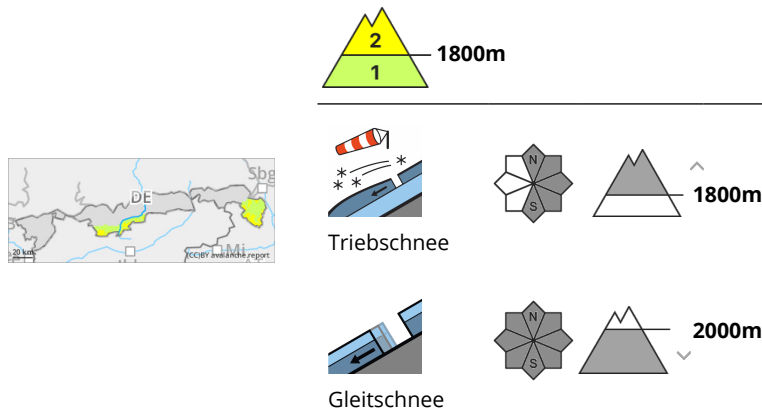 2
1800m
1
N
S
1800m
Triebschnee
Sbg
DE
20 km
Mi
(CC)BY avalanche.report
N
S
2000m
Gleitschnee